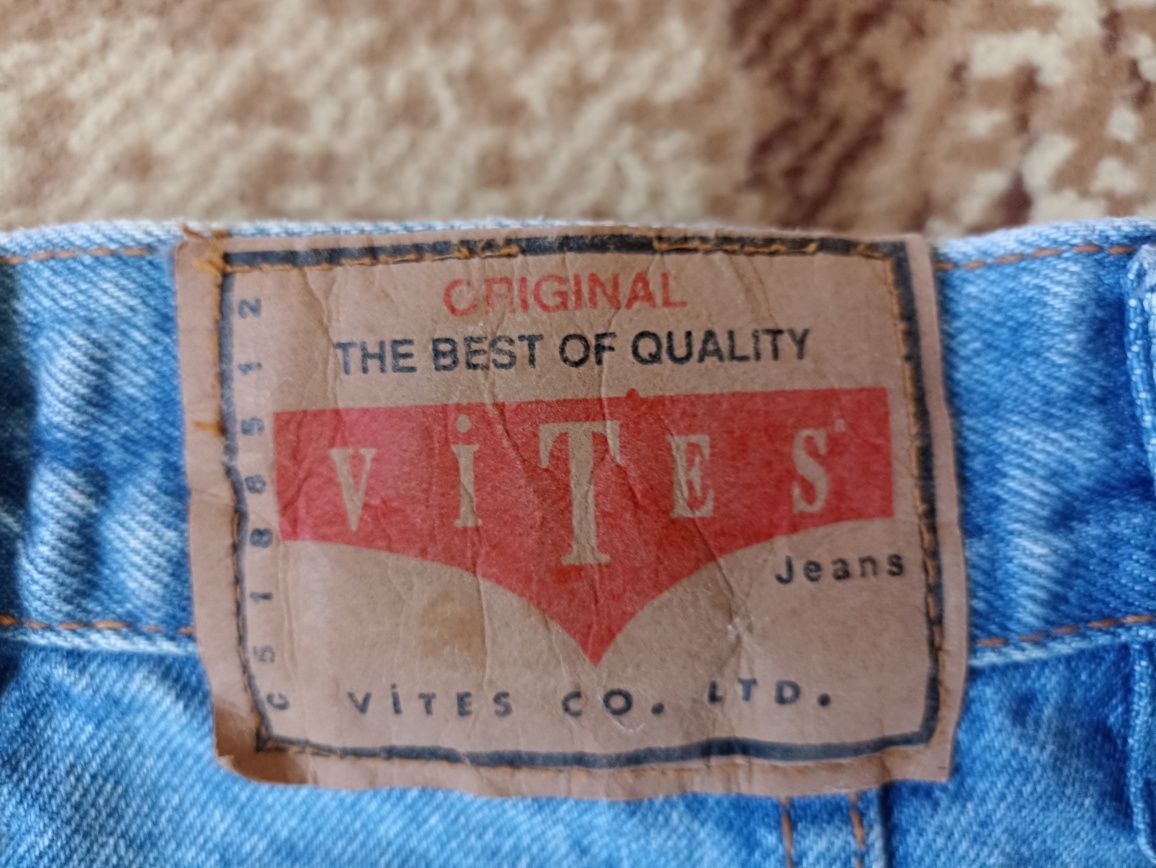 ORIGINAL
THE BEST OF QUALITY
ViTES
Jeans
ViTES CO. LTD.
C5188512